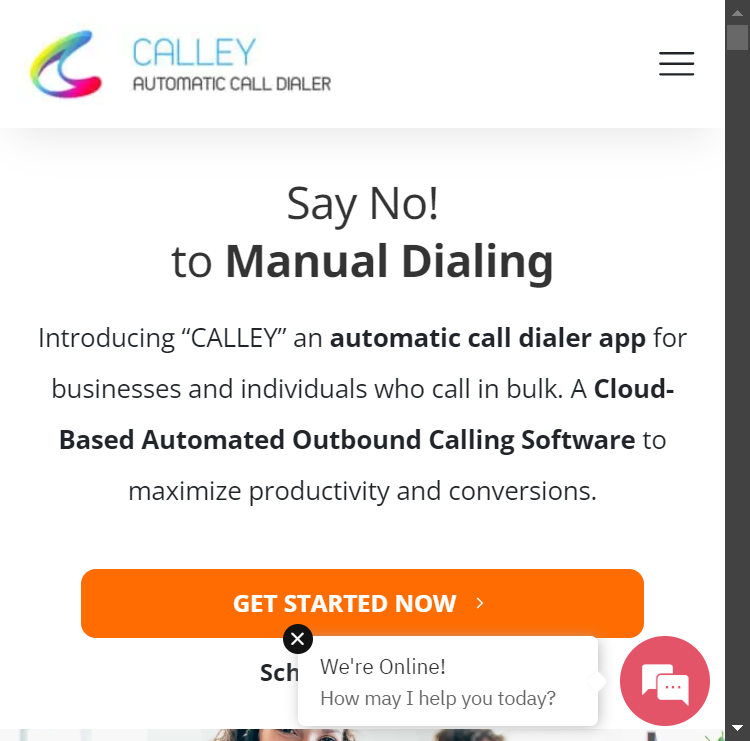 CALLEY
AUTOMATIC CALL DIALER
Say No!
to Manual Dialing
Introducing “CALLEY” an automatic call dialer app for
businesses and individuals who call in bulk. A Cloud-
Based Automated Outbound Calling Software to
maximize productivity and conversions.
GET STARTED NOW
We're Online!
How may I help you today?